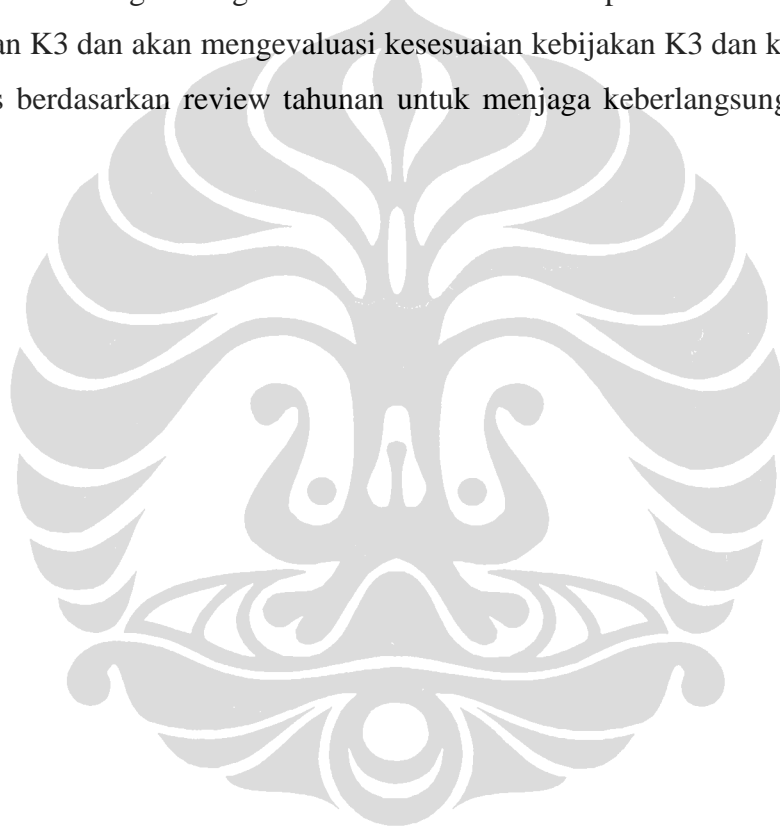 an K3 dan akan mengevaluasi kesesuaian kebijakan K3 dan k
s berdasarkan review tahunan untuk menjaga keberlangsung